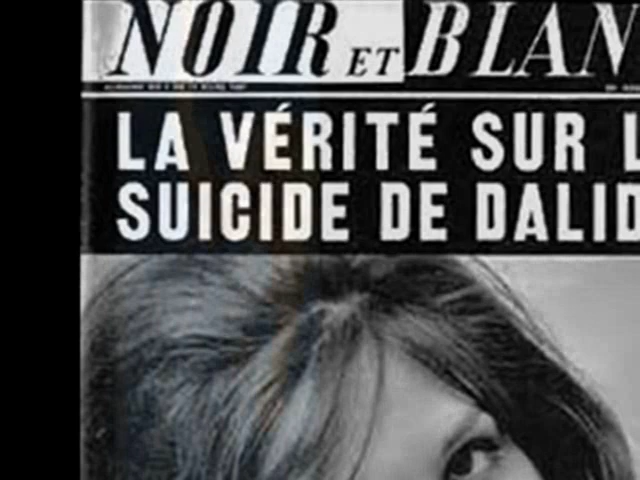 NOIR ET BLAN
LA VÉRITÉ SUR L
SUICIDE DE DALID